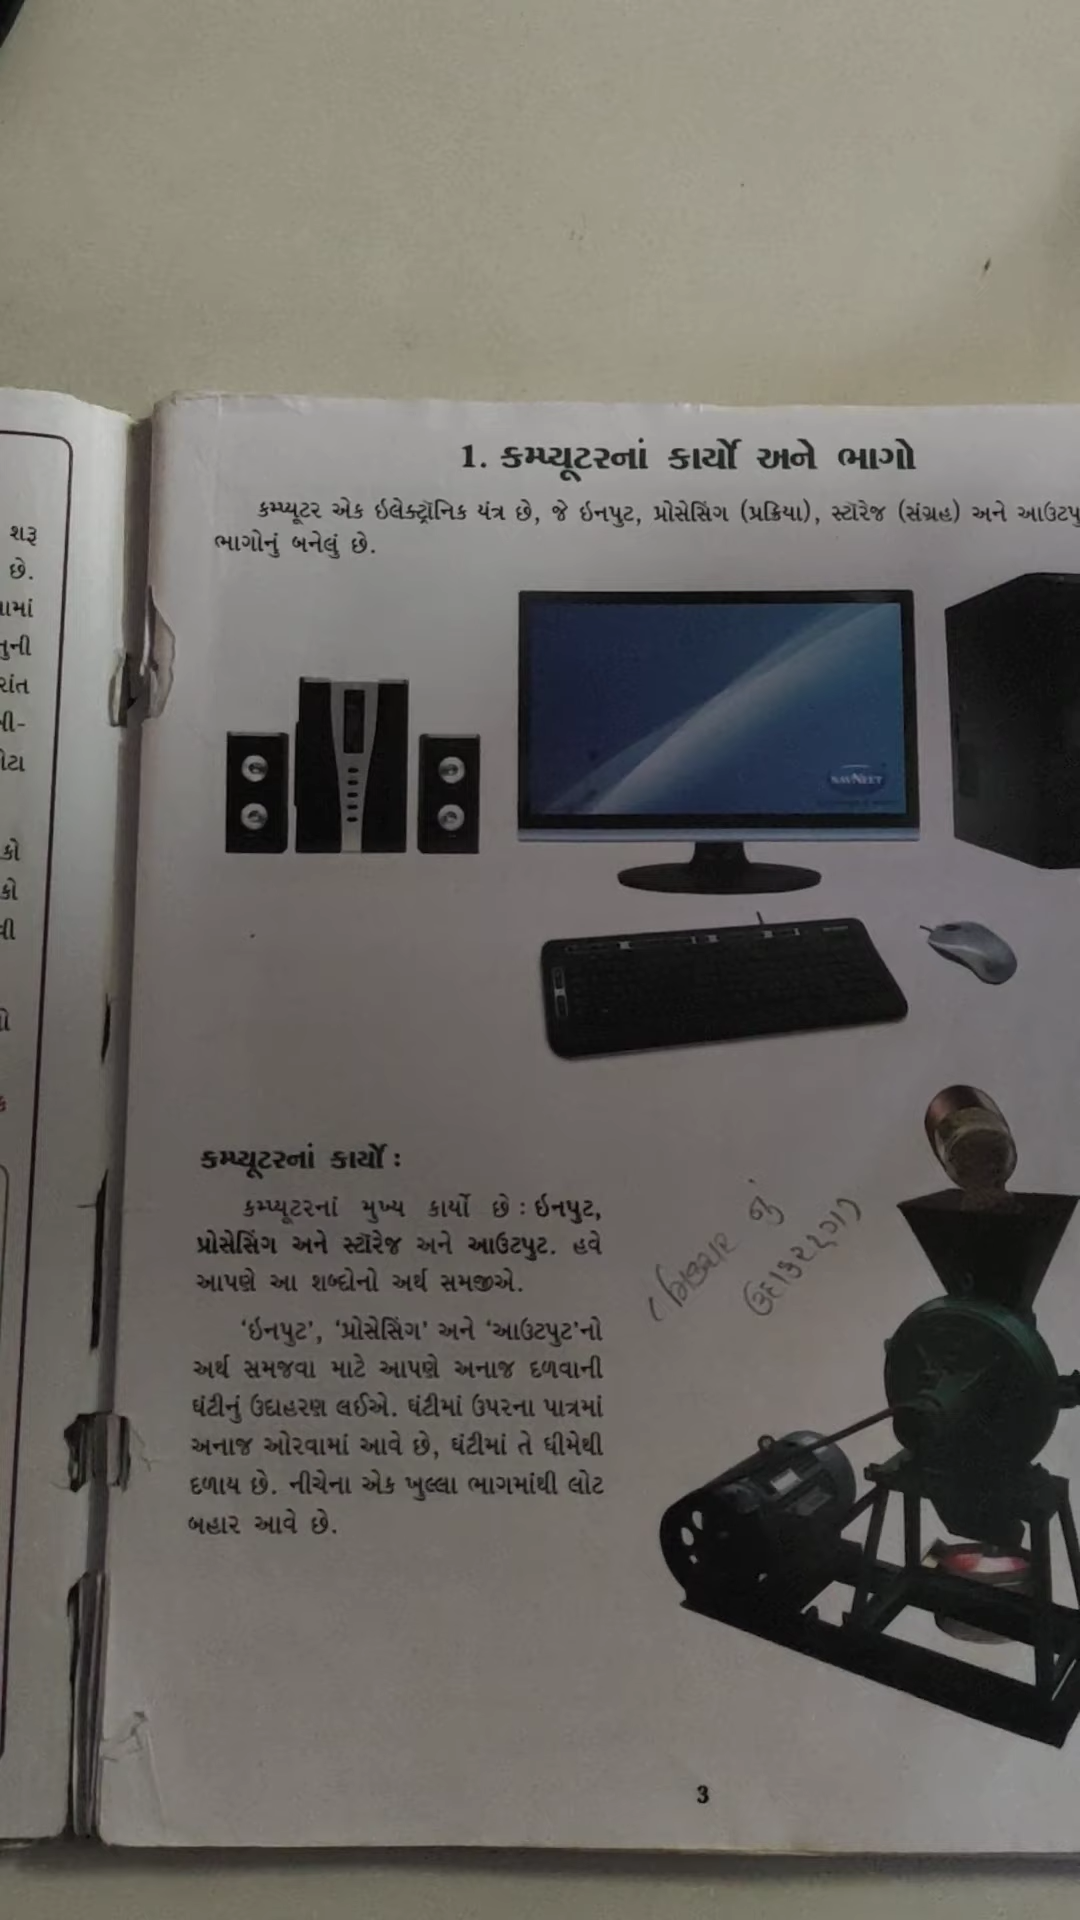 1. કમ્પ્યૂટરનાં કાર્યો અને ભાગો
કમ્પ્યૂટર એક ઇલેક્ટ્રૉનિક યંત્ર છે, જે ઇનપુટ, પ્રોસેસિંગ (પ્રક્રિયા), સ્ટૉરેજ (સંગ્રહ) અને આઉટપુ
ભાગોનું બનેલું છે.
NAVNEET
કમ્પ્યૂટરનાં કાર્યો :
કમ્પ્યૂટરનાં મુખ્ય કાર્યો છે : ઇનપુટ,
પ્રોસેસિંગ અને સ્ટૉરેજ અને આઉટપુટ. હવે
આપણે આ શબ્દોનો અર્થ સમજીએ.
‘ઇનપુટ’, ‘પ્રોસેસિંગ’ અને ‘આઉટપુટ’નો
અર્થ સમજવા માટે આપણે અનાજ દળવાની
ઘંટીનું ઉદાહરણ લઈએ. ઘંટીમાં ઉપરના પાત્રમાં
અનાજ ઓરવામાં આવે છે, ઘંટીમાં તે ધીમેથી
દળાય છે. નીચેના એક ખુલ્લા ભાગમાંથી લોટ
બહાર આવે છે.
નું
3
શરૂ
છે.